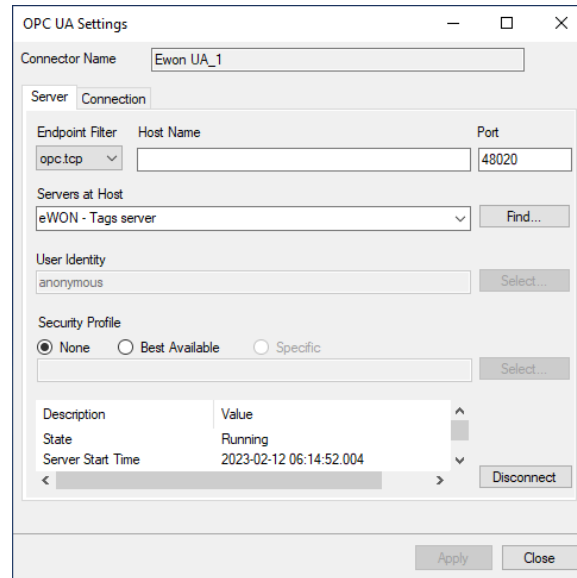 OPC UA Settings
Connector Name Ewon UA_1
Server Connection
Endpoint Filter Host Name Port
opc.tcp 48020
Servers at Host
eWON - Tags server Find...
User Identity
anonymous Select...
Security Profile
None Best Available Specific
Select...
Description Value
State Running
Server Start Time 2023-02-12 06:14:52.004
Disconnect
Apply Close